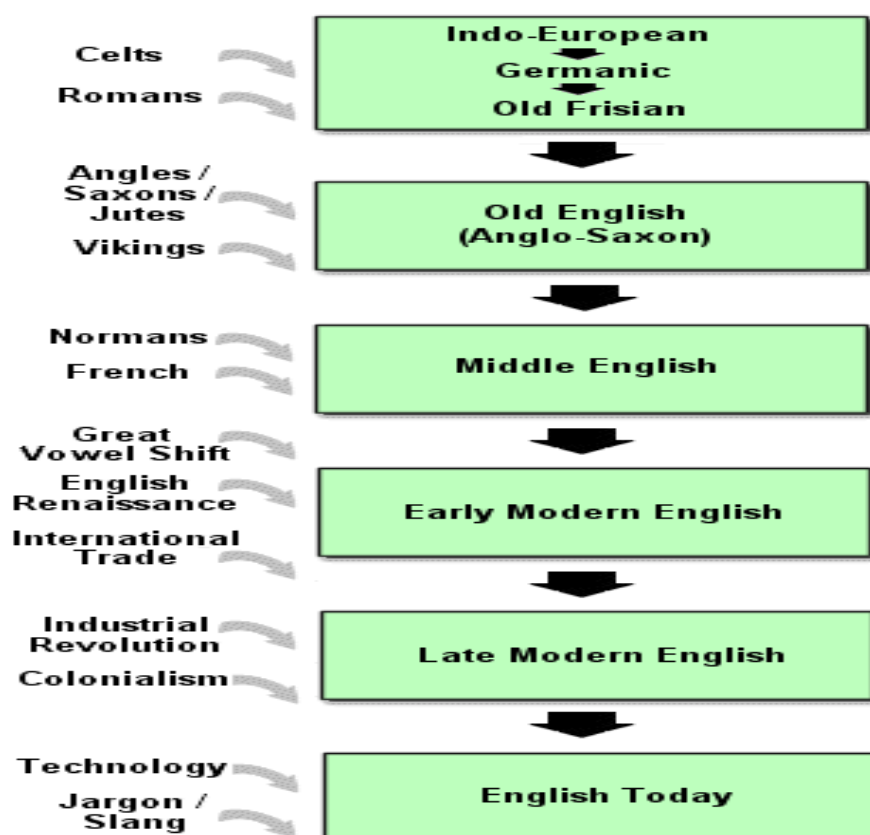 Indo-European
Celts
Germanic
Romans
Old Frisian
Angles /
Saxons /
Jutes
Vikings
Old English
(Anglo-Saxon)
Normans
French
Middle English
Great
Vowel Shift
English
Renaissance
International
Trade
Early Modern English
Industrial
Revolution
Colonialism
Late Modern English
Technology
Jargon /
Slang
English Today